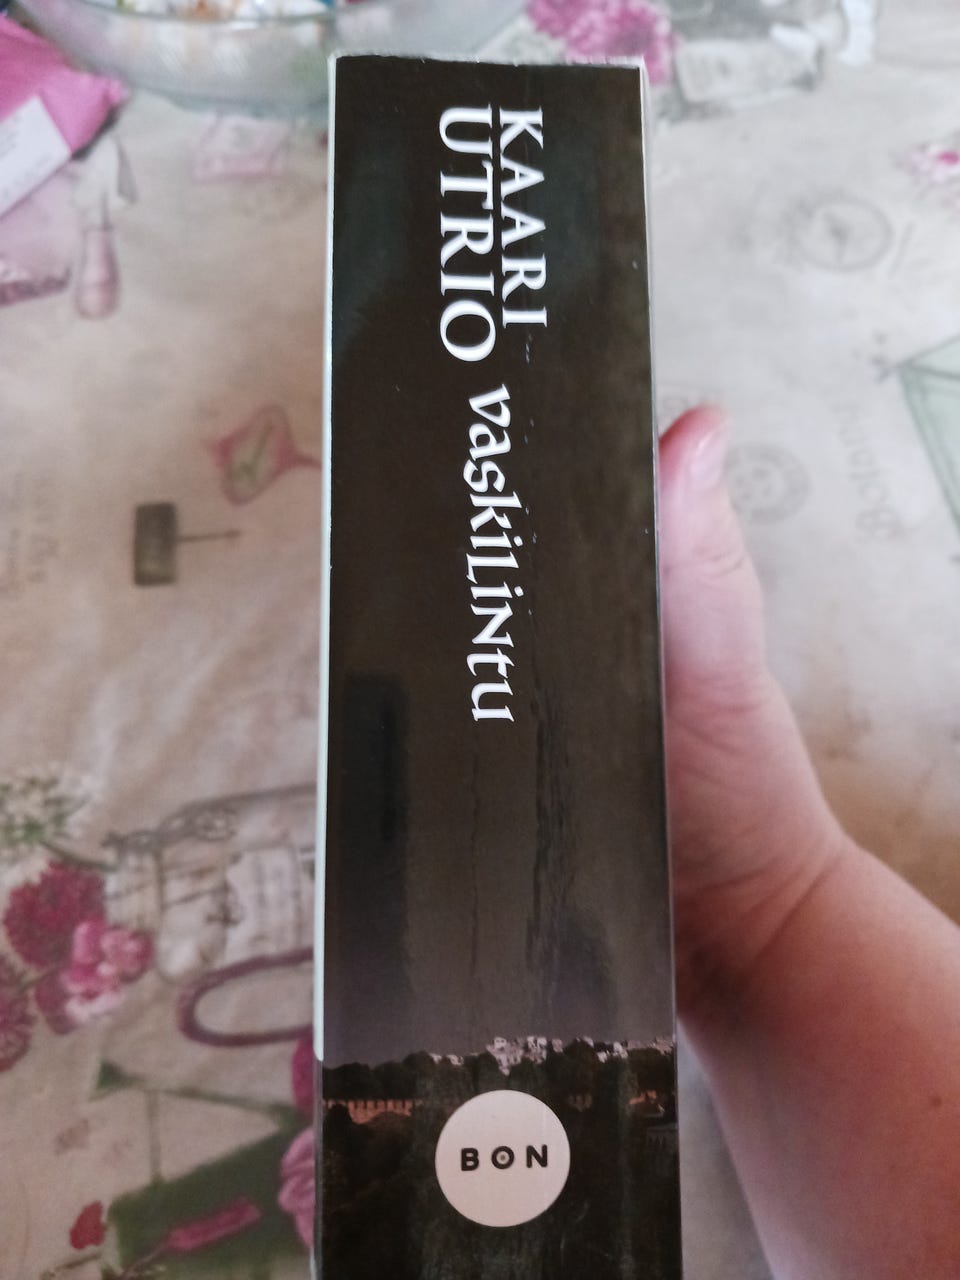 KAARI
UTRIO
vaskilintu
BON